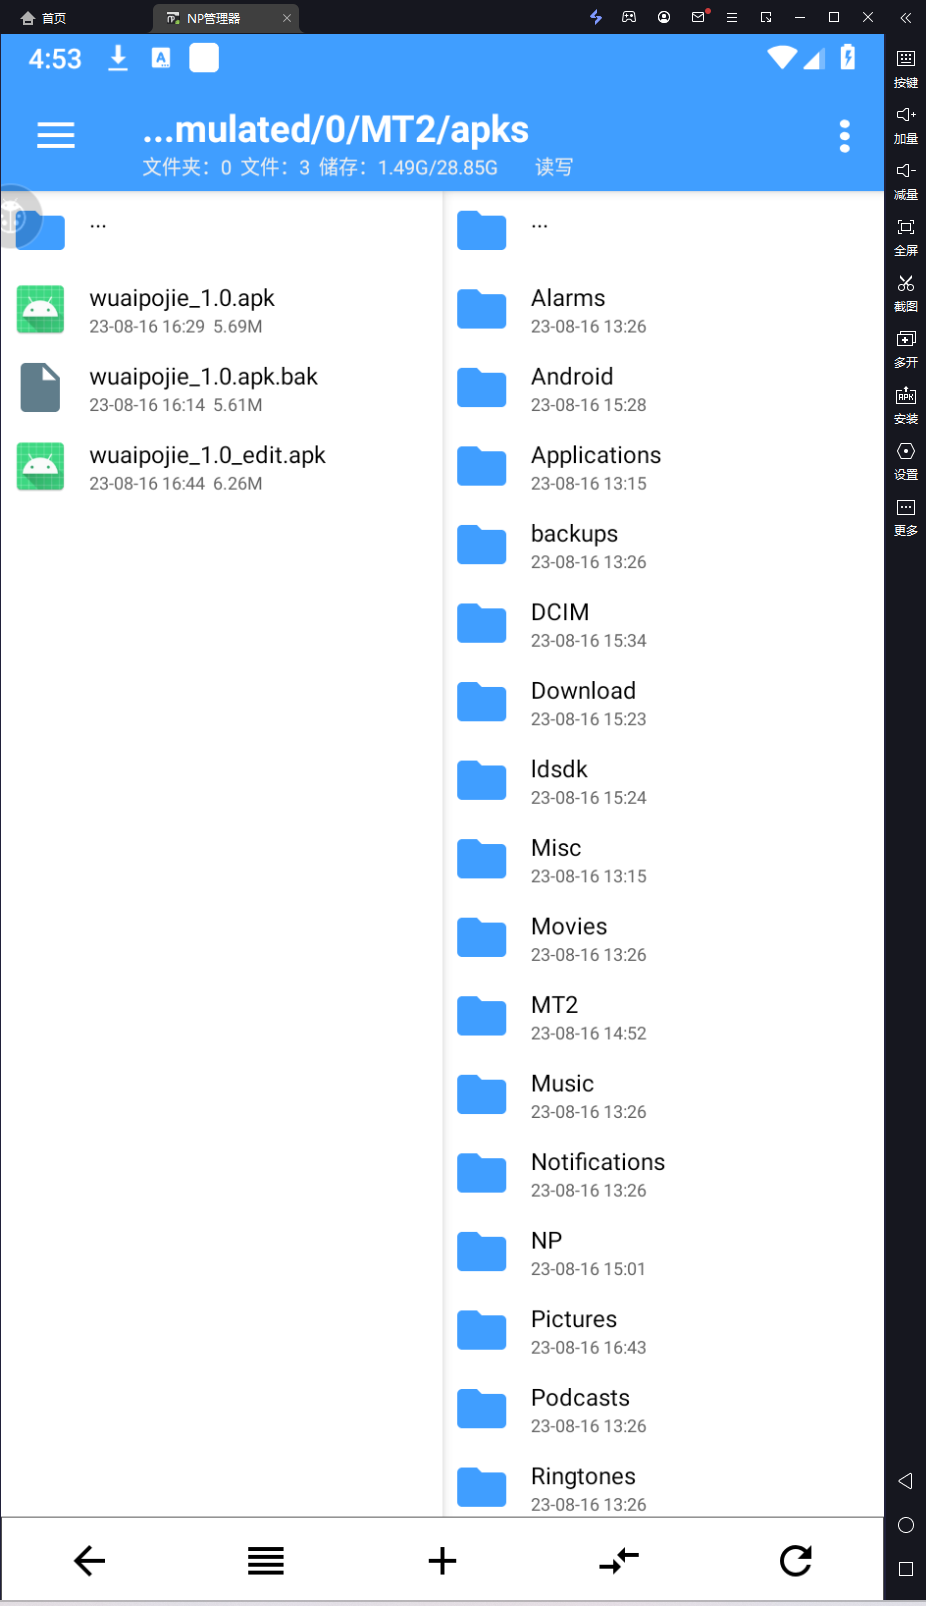 首页
NP管理器
4:53
...mulated/0/MT2/apks
文件夹：0 文件：3 储存：1.49G/28.85G 读写
...
wuaipojie_1.0.apk
23-08-16 16:29 5.69M
wuaipojie_1.0.apk.bak
23-08-16 16:14 5.61M
wuaipojie_1.0_edit.apk
23-08-16 16:44 6.26M
...
Alarms
23-08-16 13:26
Android
23-08-16 15:28
Applications
23-08-16 13:15
backups
23-08-16 13:26
DCIM
23-08-16 15:34
Download
23-08-16 15:23
ldsdk
23-08-16 15:24
Misc
23-08-16 13:15
Movies
23-08-16 13:26
MT2
23-08-16 14:52
Music
23-08-16 13:26
Notifications
23-08-16 13:26
NP
23-08-16 15:01
Pictures
23-08-16 16:43
Podcasts
23-08-16 13:26
Ringtones
23-08-16 13:26
按键
加量
减量
全屏
截图
多开
安装
设置
更多